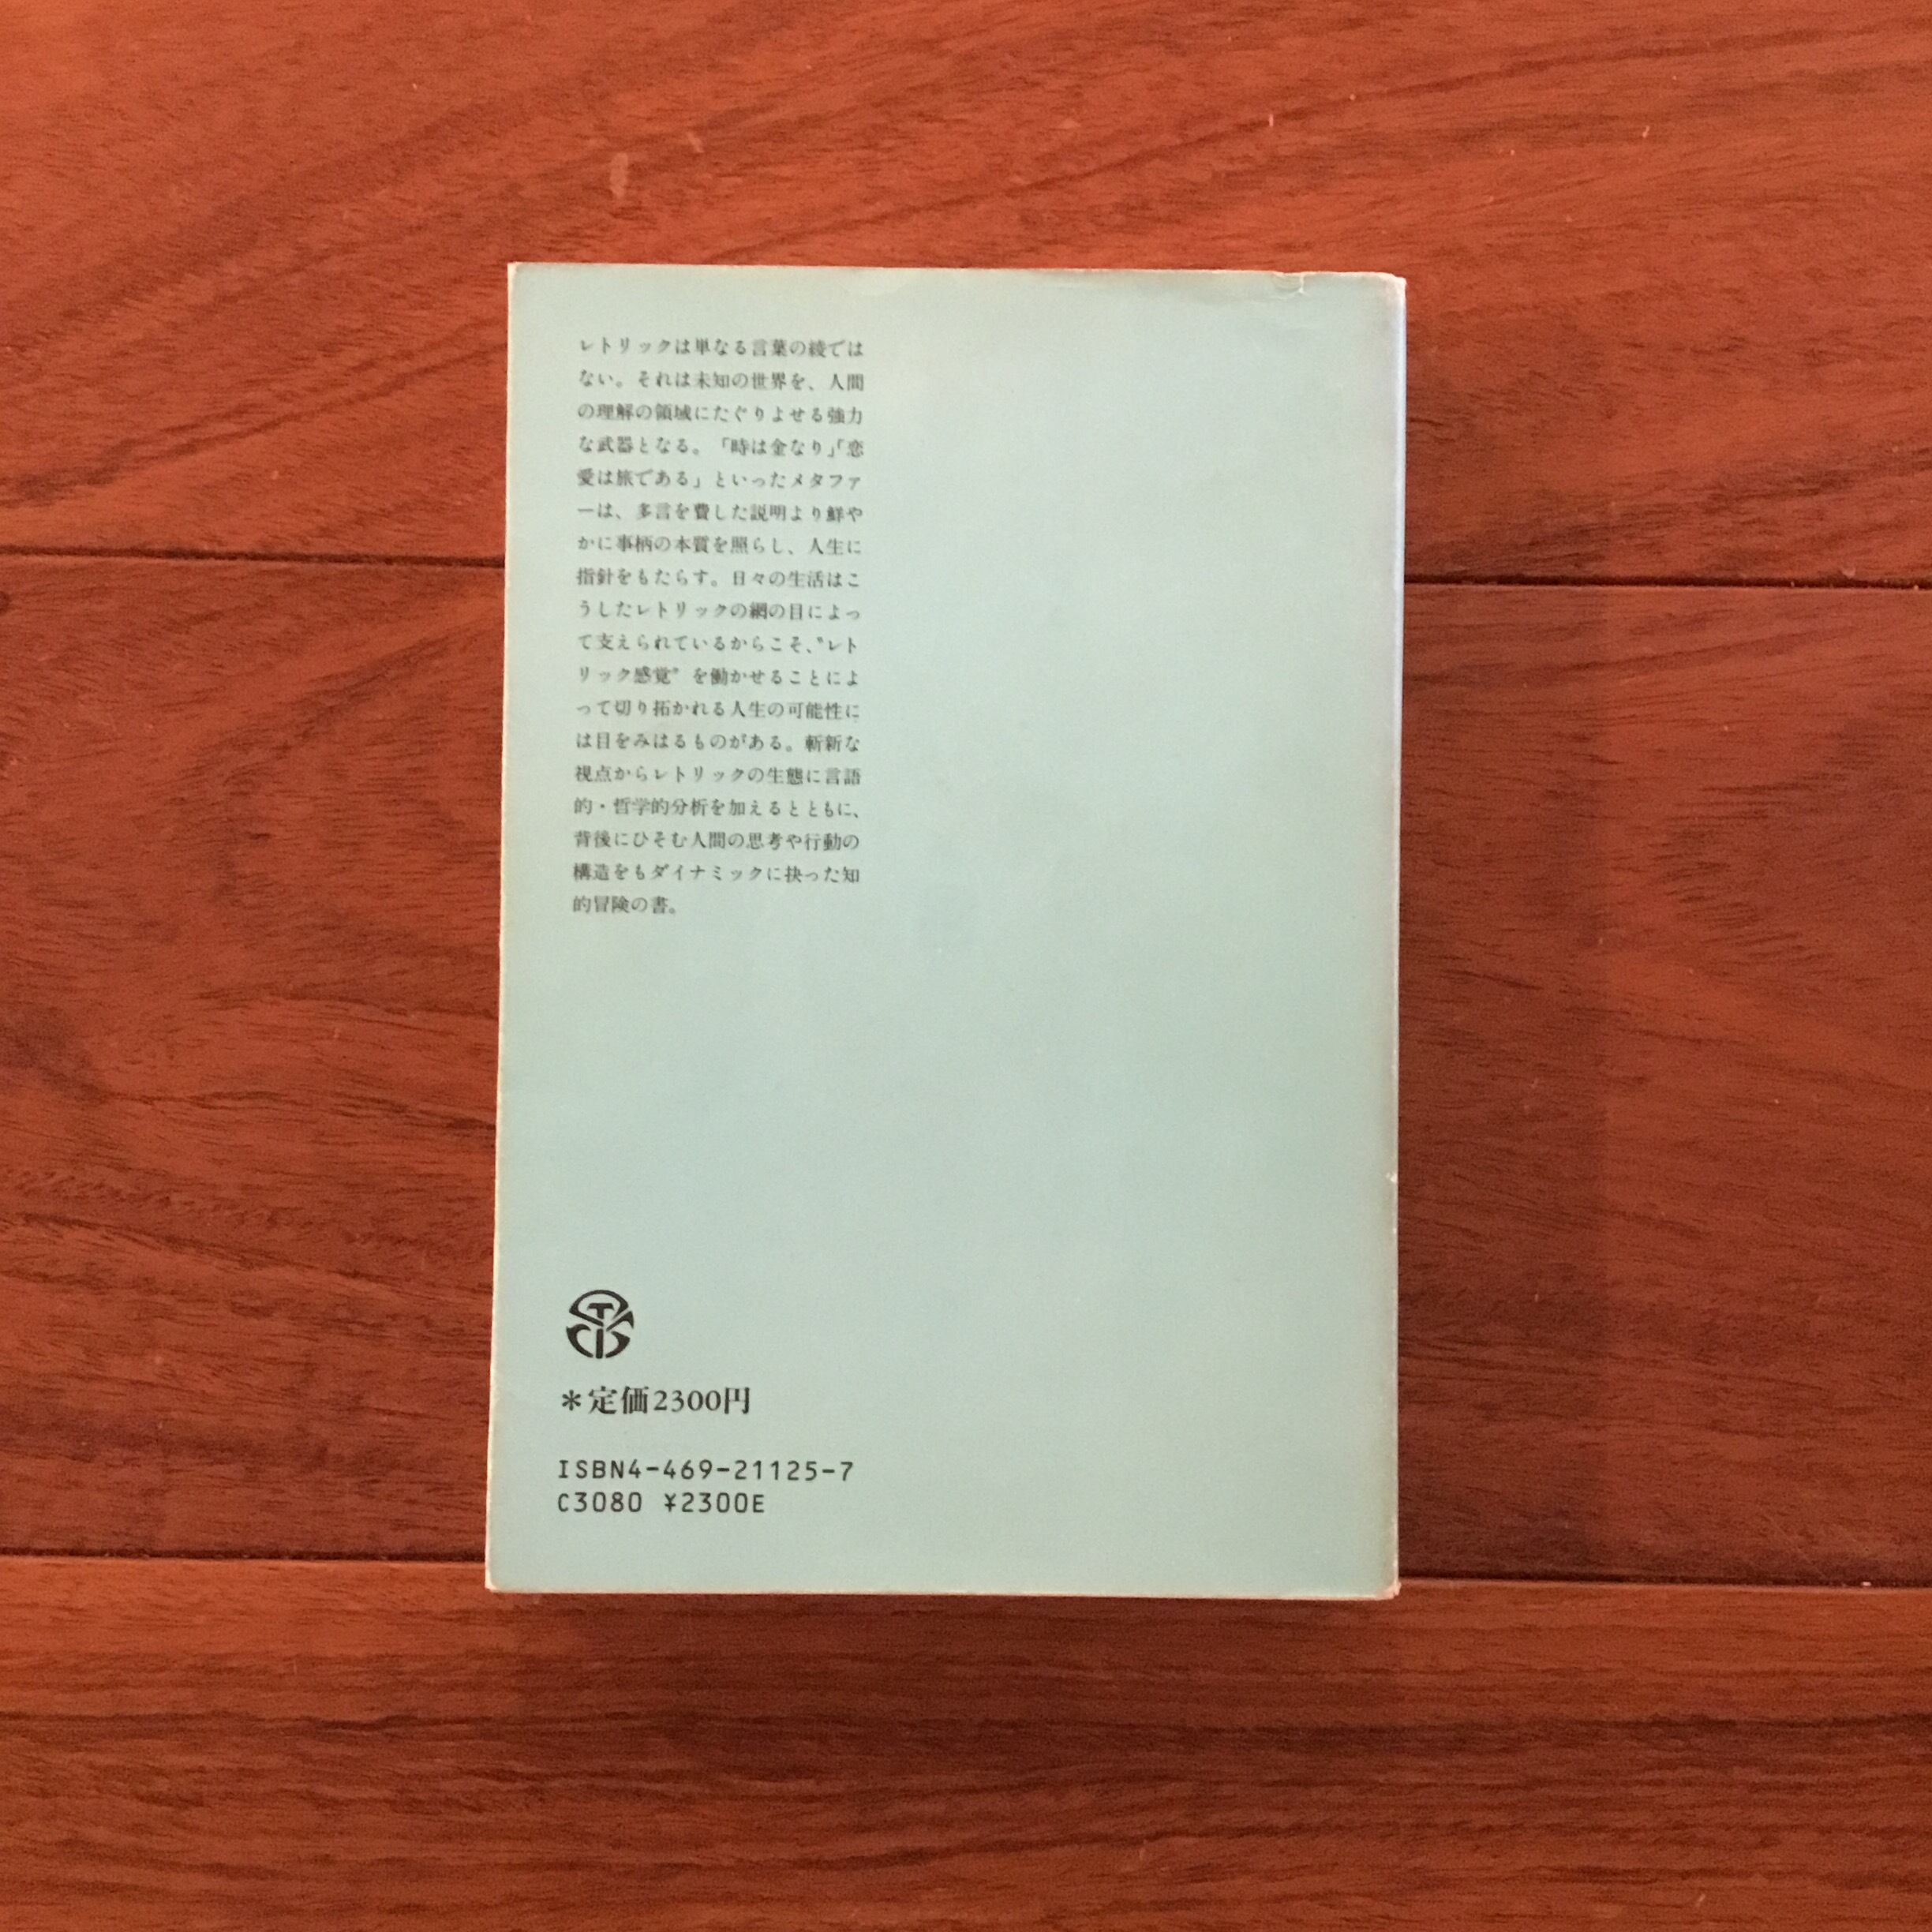 レトリックは単なる言葉の綾では
ない。それは未知の世界を、人間
の理解の領域にたぐりよせる強力
な武器となる。「時は金なり」「恋
愛は旅である」といったメタファ
ーは、多言を費した説明より鮮や
かに事柄の本質を照らし、人生に
指針をもたらす。日々の生活はこ
うしたレトリックの網の目によっ
て支えられているからこそ、〝レト
リック感覚〟を働かせることによ
って切り拓かれる人生の可能性に
は目をみはるものがある。斬新な
視点からレトリックの生態に言語
的・哲学的分析を加えるとともに、
背後にひそむ人間の思考や行動の
構造をもダイナミックに抉った知
的冒険の書。
＊定価2300円
ISBN4-469-21125-7
C3080 ¥2300E